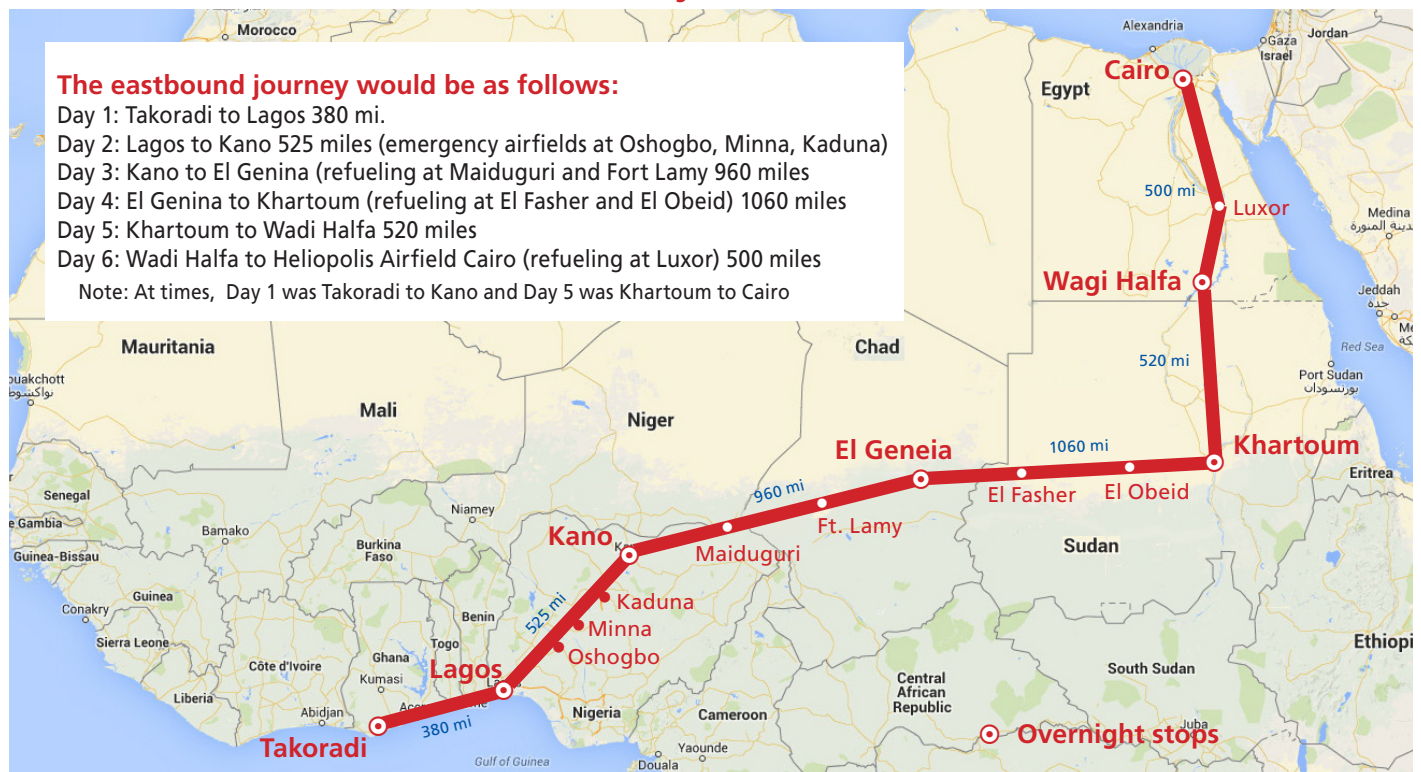 Morocco
Alexandria
Gaza
Jordan
Israel
Cairo
Egypt
The eastbound journey would be as follows:
Day 1: Takoradi to Lagos 380 mi.
Day 2: Lagos to Kano 525 miles (emergency airfields at Oshogbo, Minna, Kaduna)
Day 3: Kano to El Genina (refueling at Maiduguri and Fort Lamy 960 miles
Day 4: El Genina to Khartoum (refueling at El Fasher and El Obeid) 1060 miles
Day 5: Khartoum to Wadi Halfa 520 miles
Day 6: Wadi Halfa to Heliopolis Airfield Cairo (refueling at Luxor) 500 miles
Note: At times, Day 1 was Takoradi to Kano and Day 5 was Khartoum to Cairo
500 mi
Luxor
Medina
المدينة المنورة
Wagi Halfa
Jeddah
جدة
Mauritania
Chad
Red Sea
520 mi
Port Sudan
بورتسودان
نواكشوط
Mali
Niger
El Geneia
1060 mi
Khartoum
Eritrea
960 mi
El Fasher
El Obeid
Senegal
Niamey
Ft. Lamy
Gambia
Bamako
Kano
Maiduguri
Guinea-Bissau
Burkina
Faso
Sudan
Guinea
Conakry
Benin
525 mi
Kaduna
Minna
Oshogbo
Sierra Leone
Togo
Ghana
Kumasi
Côte d'Ivoire
Lagos
South Sudan
Central
African
Republic
Liberia
Abidjan
380 mi
Nigeria
Cameroon
Takoradi
Overnight stops
Juba
Yaounde
Gulf of Guinea
Douala